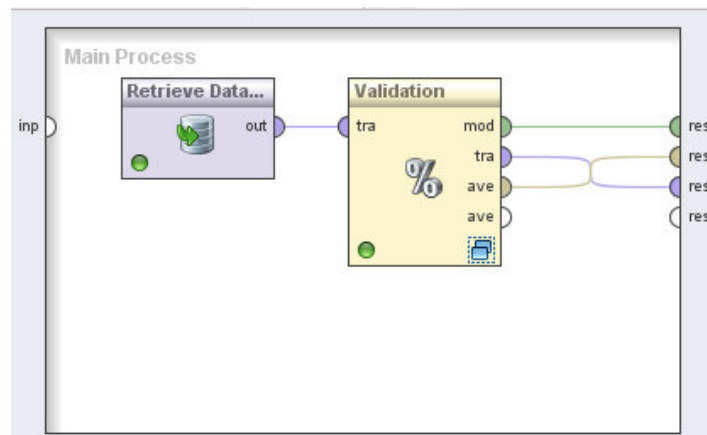 Main Process
Retrieve Data...
Validation
inp
out
tra
mod
res
tra
res
ave
res
ave
res
%